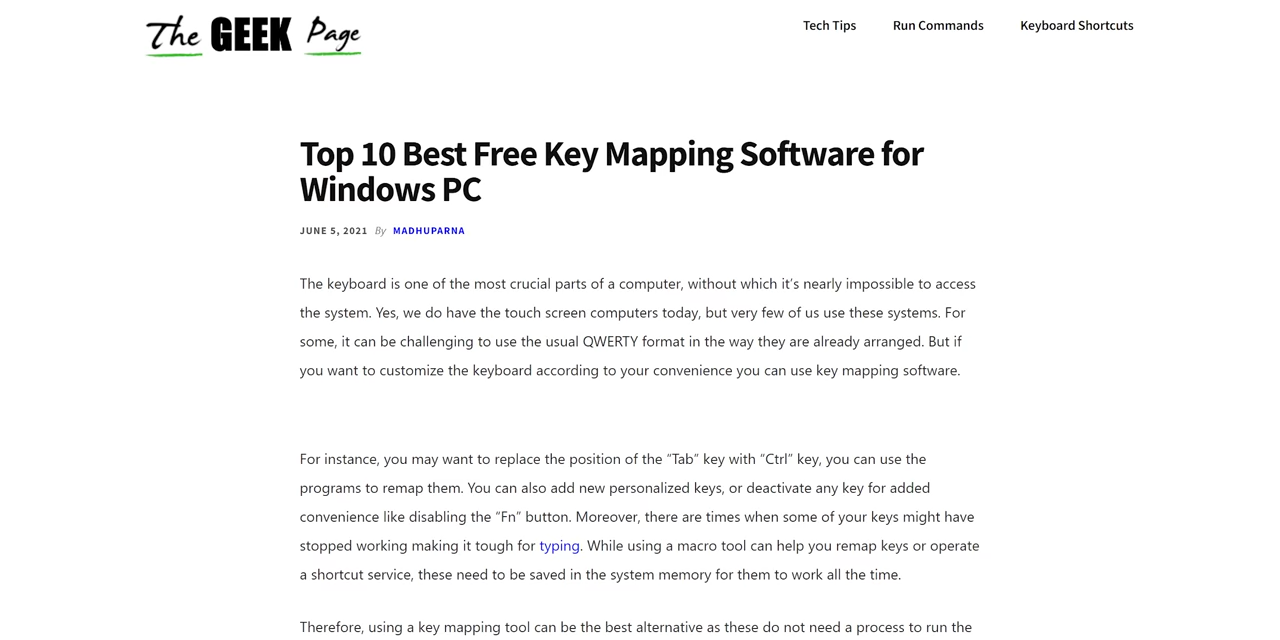 The GEEK Page
Tech Tips Run Commands Keyboard Shortcuts
Top 10 Best Free Key Mapping Software for
Windows PC
JUNE 5, 2021 By MADHUPARNA
The keyboard is one of the most crucial parts of a computer, without which it’s nearly impossible to access
the system. Yes, we do have the touch screen computers today, but very few of us use these systems. For
some, it can be challenging to use the usual QWERTY format in the way they are already arranged. But if
you want to customize the keyboard according to your convenience you can use key mapping software.
For instance, you may want to replace the position of the “Tab” key with “Ctrl” key, you can use the
programs to remap them. You can also add new personalized keys, or deactivate any key for added
convenience like disabling the “Fn” button. Moreover, there are times when some of your keys might have
stopped working making it tough for typing. While using a macro tool can help you remap keys or operate
a shortcut service, these need to be saved in the system memory for them to work all the time.
Therefore, using a key mapping tool can be the best alternative as these do not need a process to run the